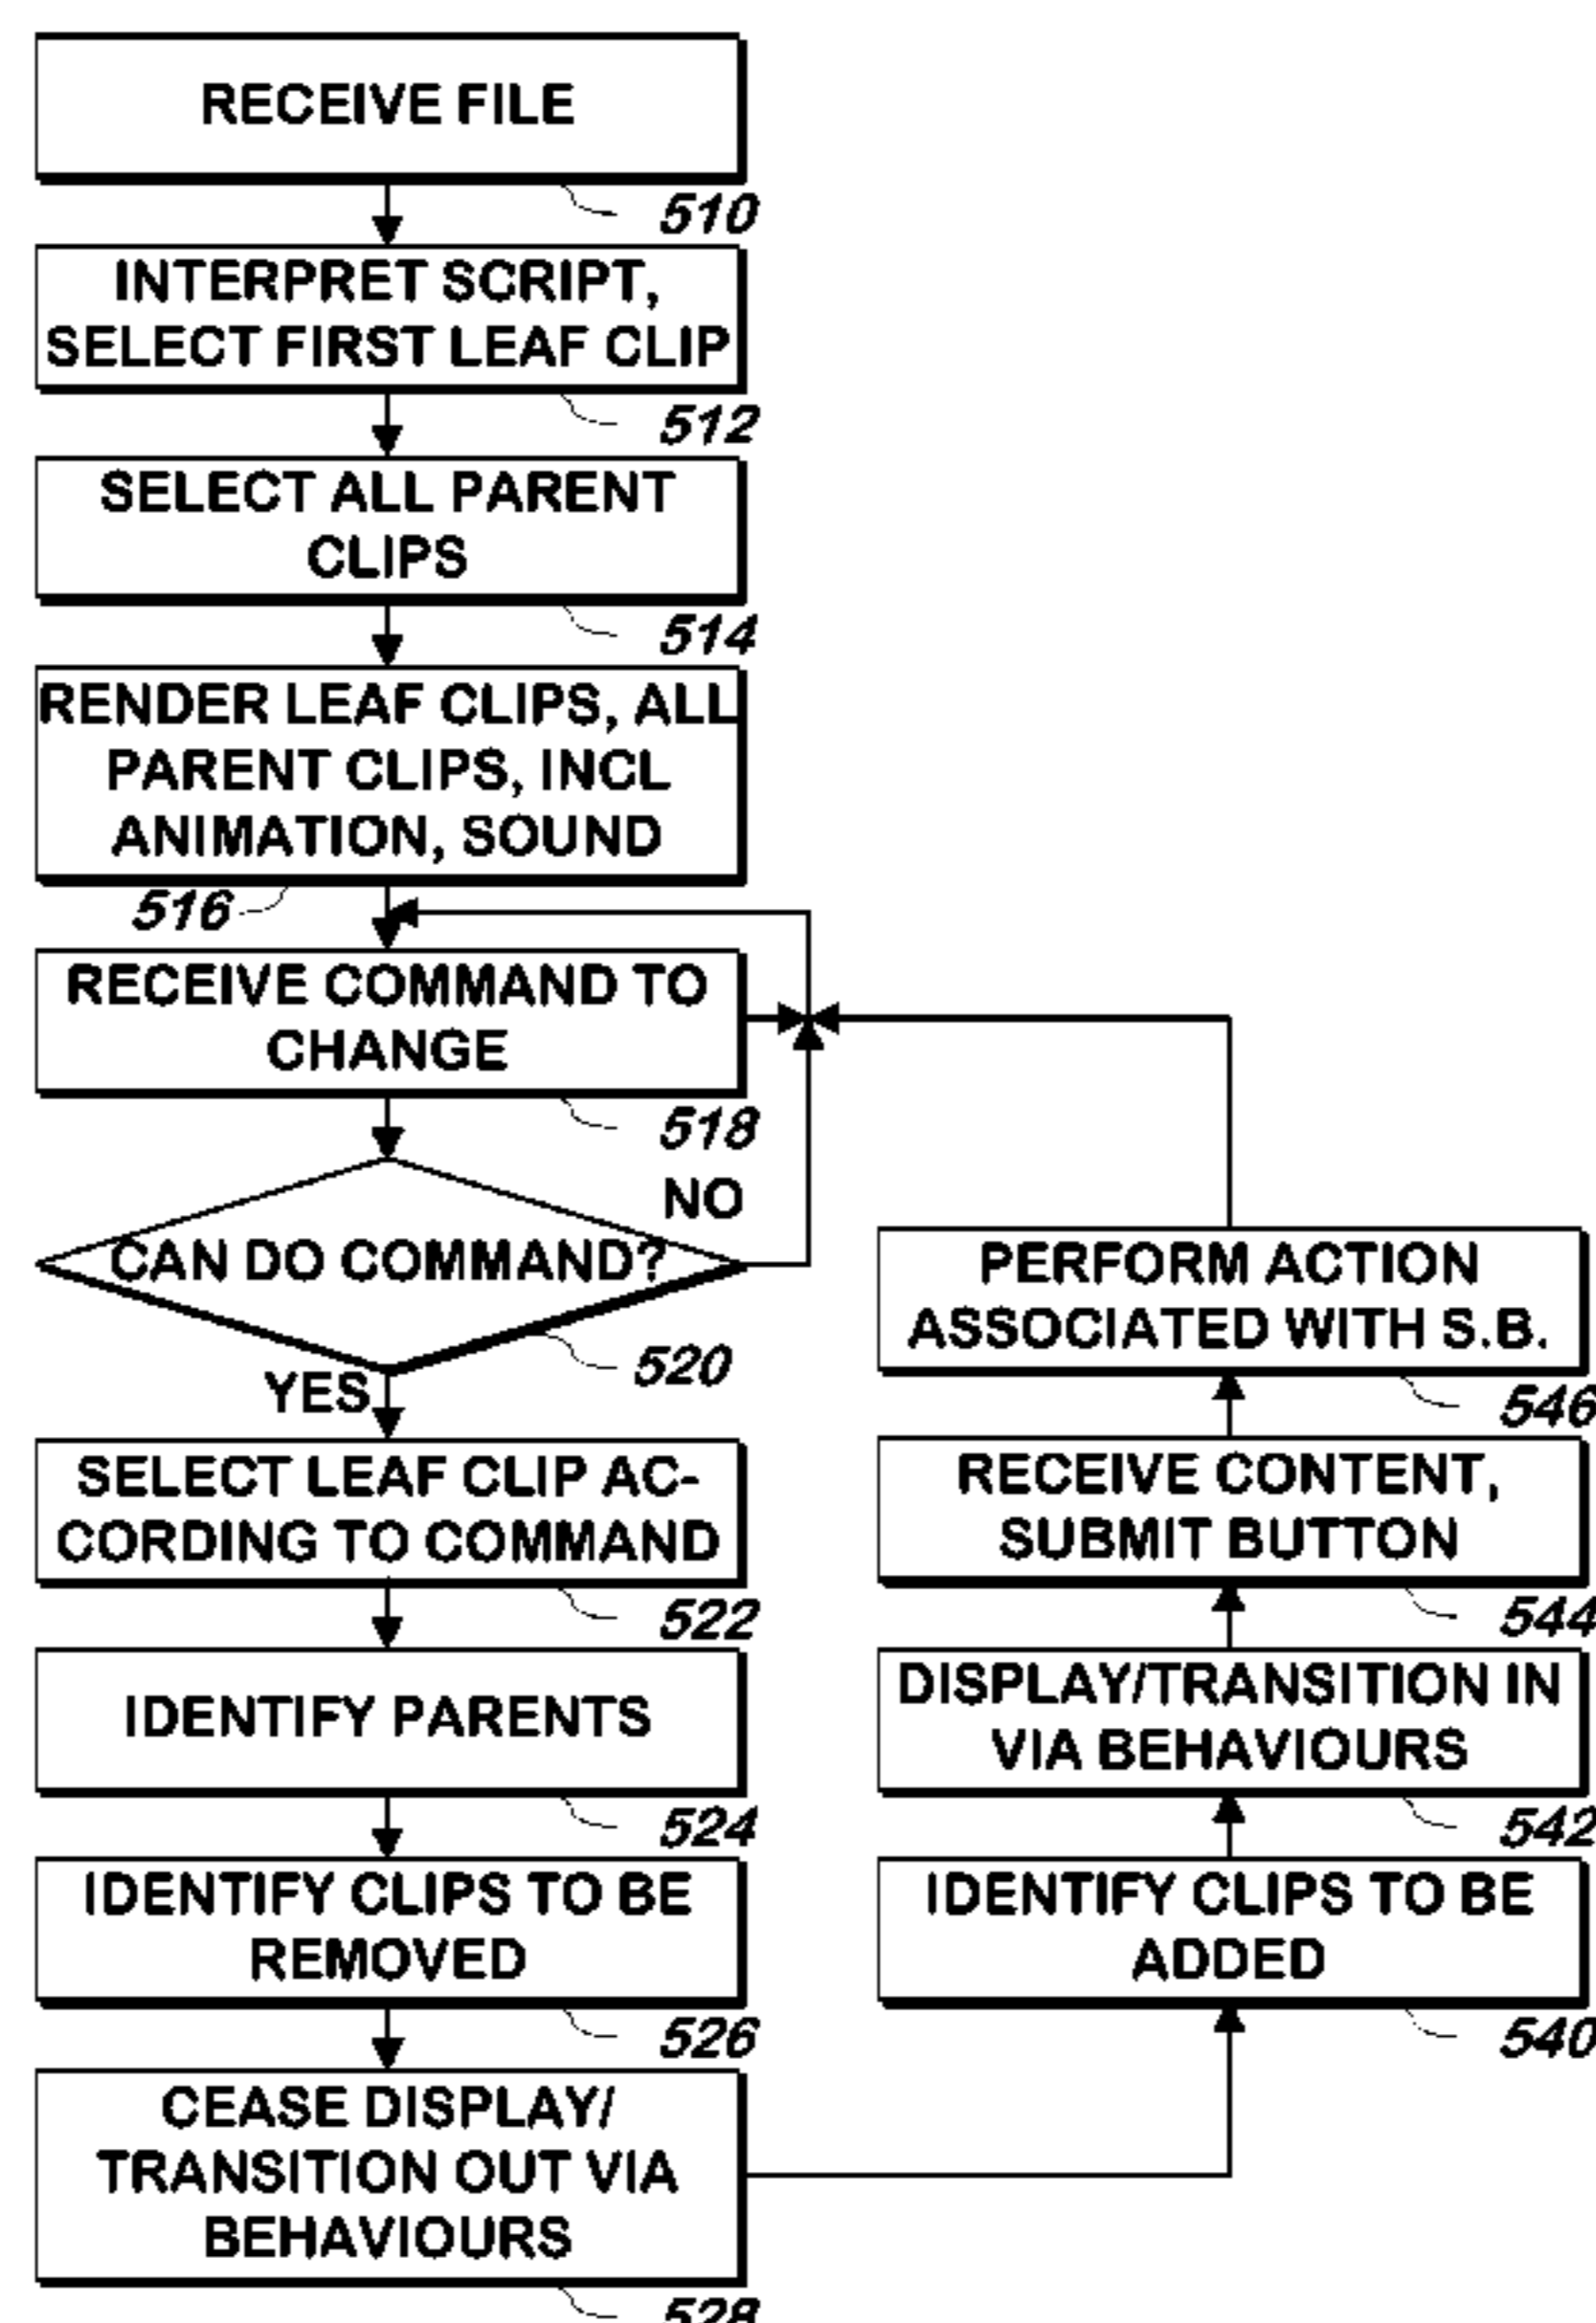 RECEIVE FILE
510
INTERPRET SCRIPT,
SELECT FIRST LEAF CLIP
512
SELECT ALL PARENT
CLIPS
514
RENDER LEAF CLIPS, ALL
PARENT CLIPS, INCL
ANIMATION, SOUND
516
RECEIVE COMMAND TO
CHANGE
518
NO
CAN DO COMMAND?
520
YES
SELECT LEAF CLIP AC-
CORDING TO COMMAND
522
IDENTIFY PARENTS
524
IDENTIFY CLIPS TO BE
REMOVED
526
CEASE DISPLAY/
TRANSITION OUT VIA
BEHAVIOURS
528
IDENTIFY CLIPS TO BE
ADDED
540
DISPLAY/TRANSITION IN
VIA BEHAVIOURS
542
RECEIVE CONTENT,
SUBMIT BUTTON
544
PERFORM ACTION
ASSOCIATED WITH S.B.
546